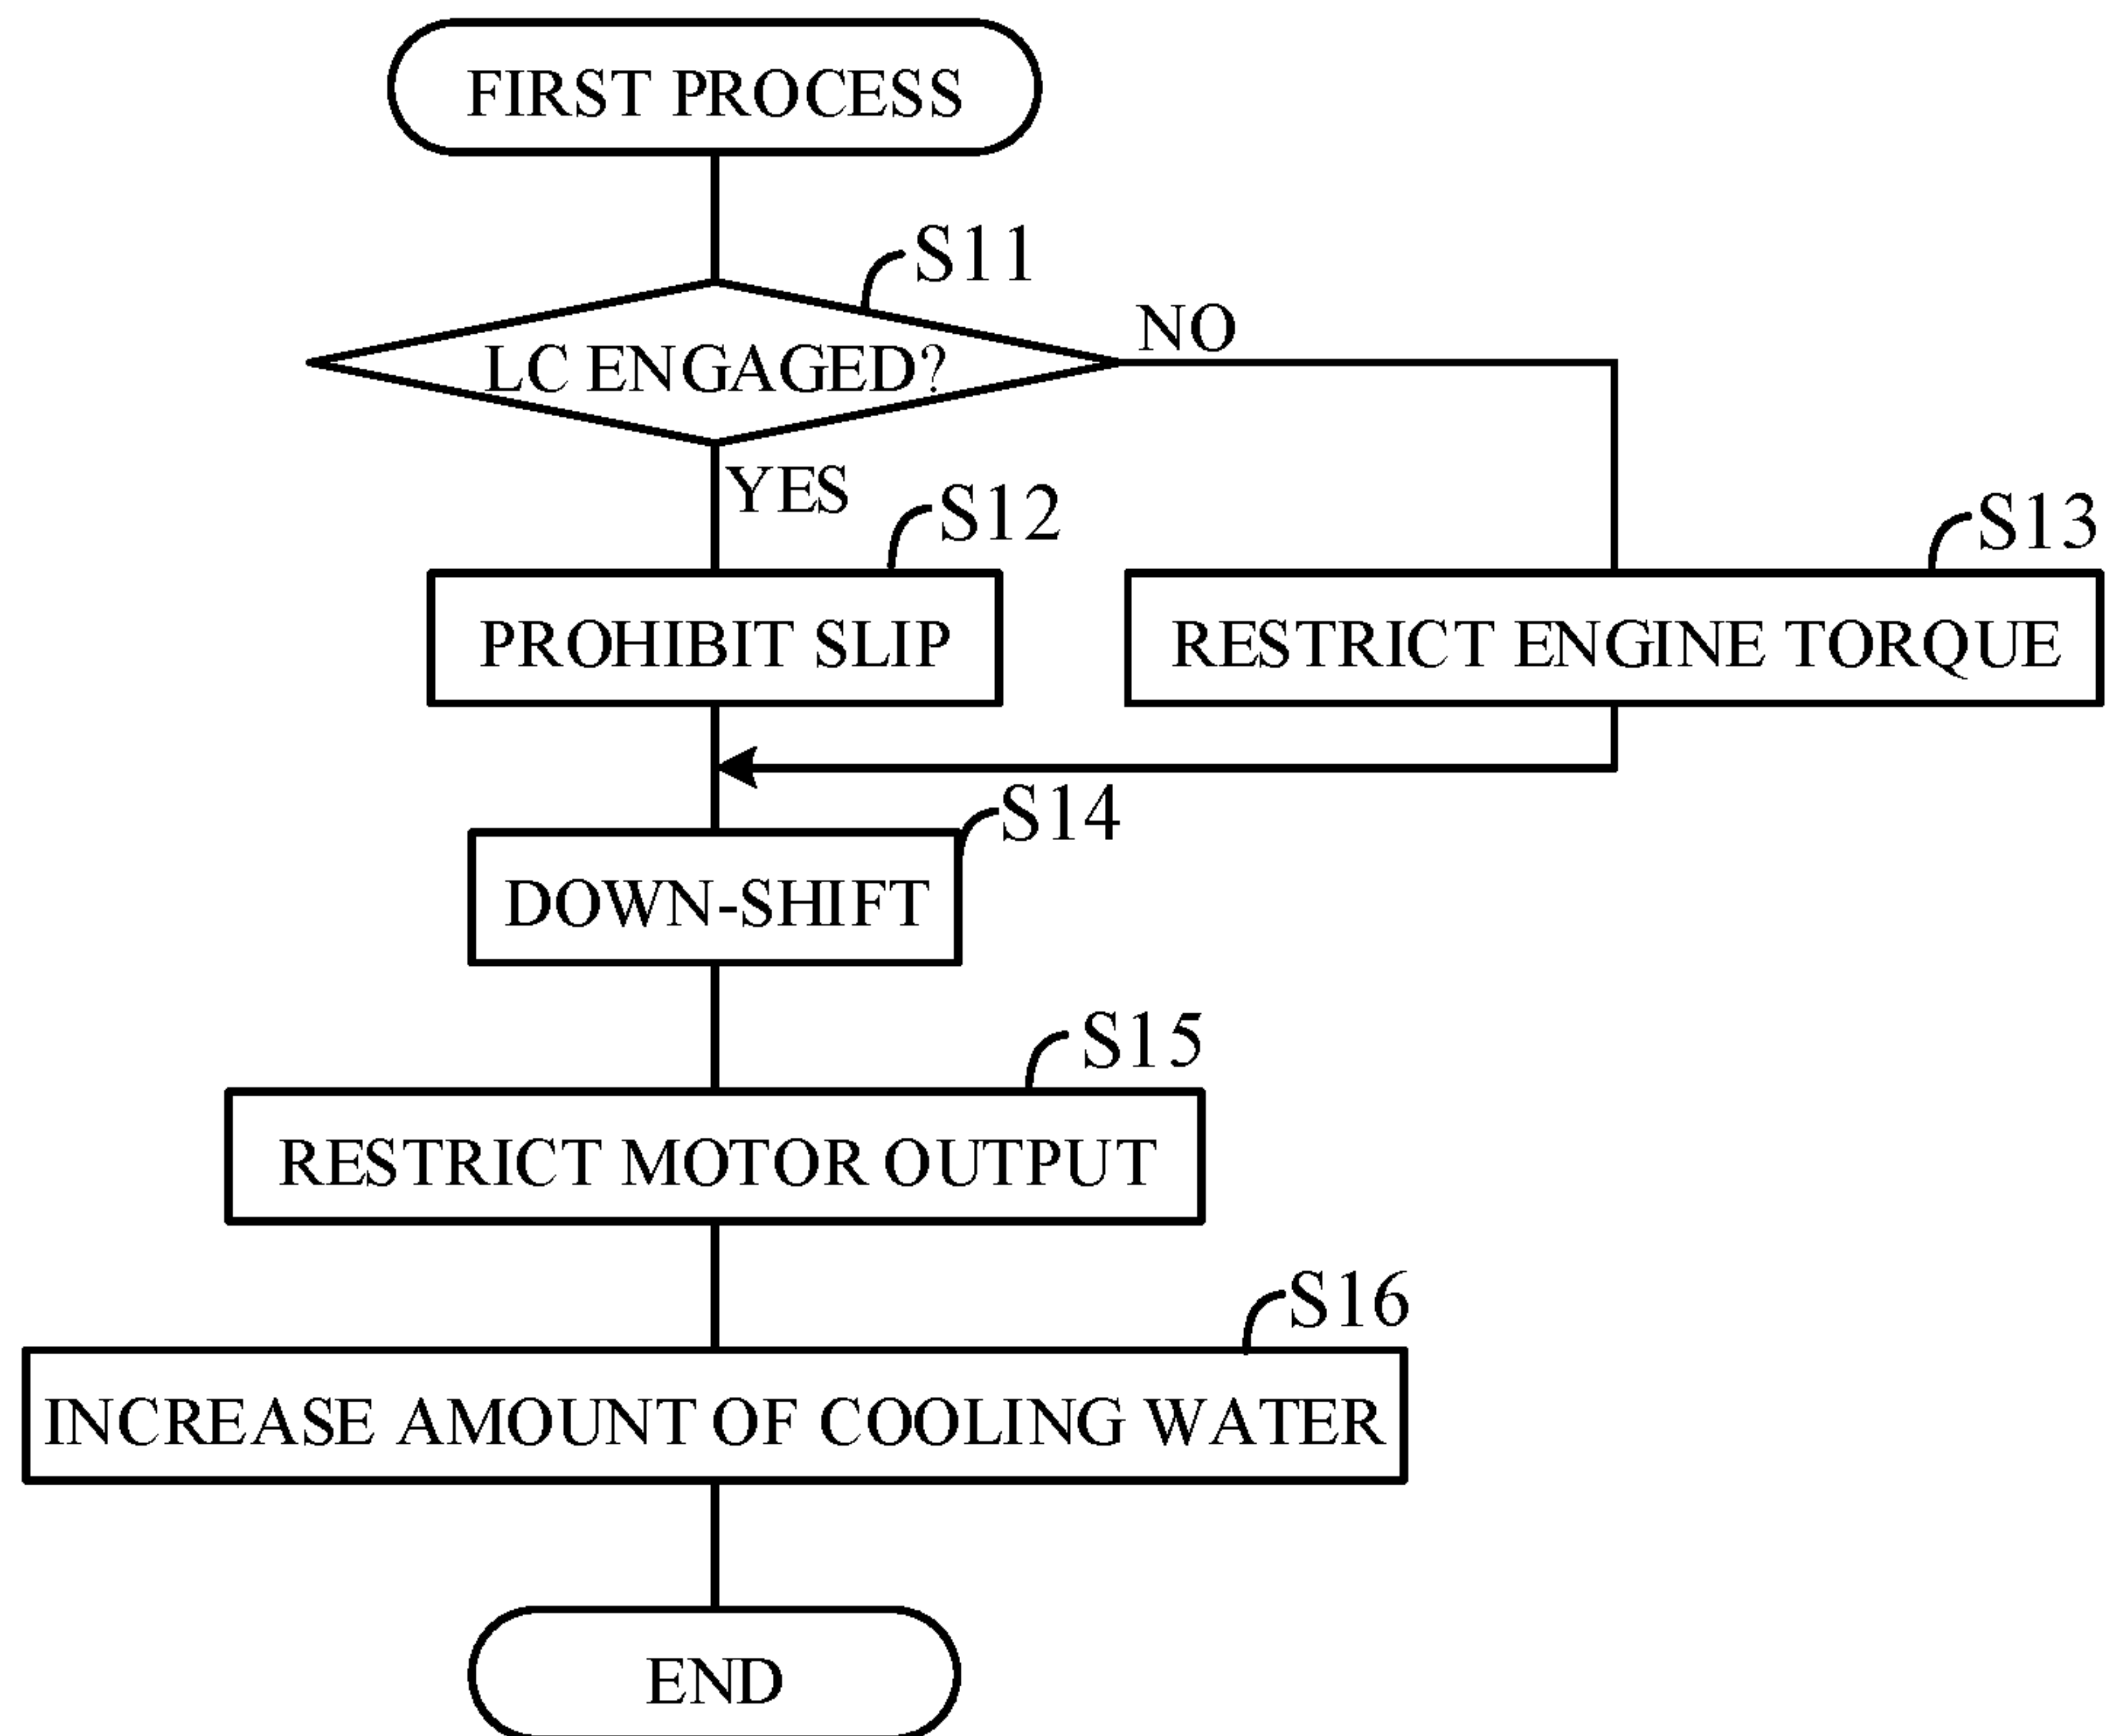 FIRST PROCESS
S11
LC ENGAGED?
NO
YES
S12
PROHIBIT SLIP
S13
RESTRICT ENGINE TORQUE
S14
DOWN-SHIFT
S15
RESTRICT MOTOR OUTPUT
S16
INCREASE AMOUNT OF COOLING WATER
END